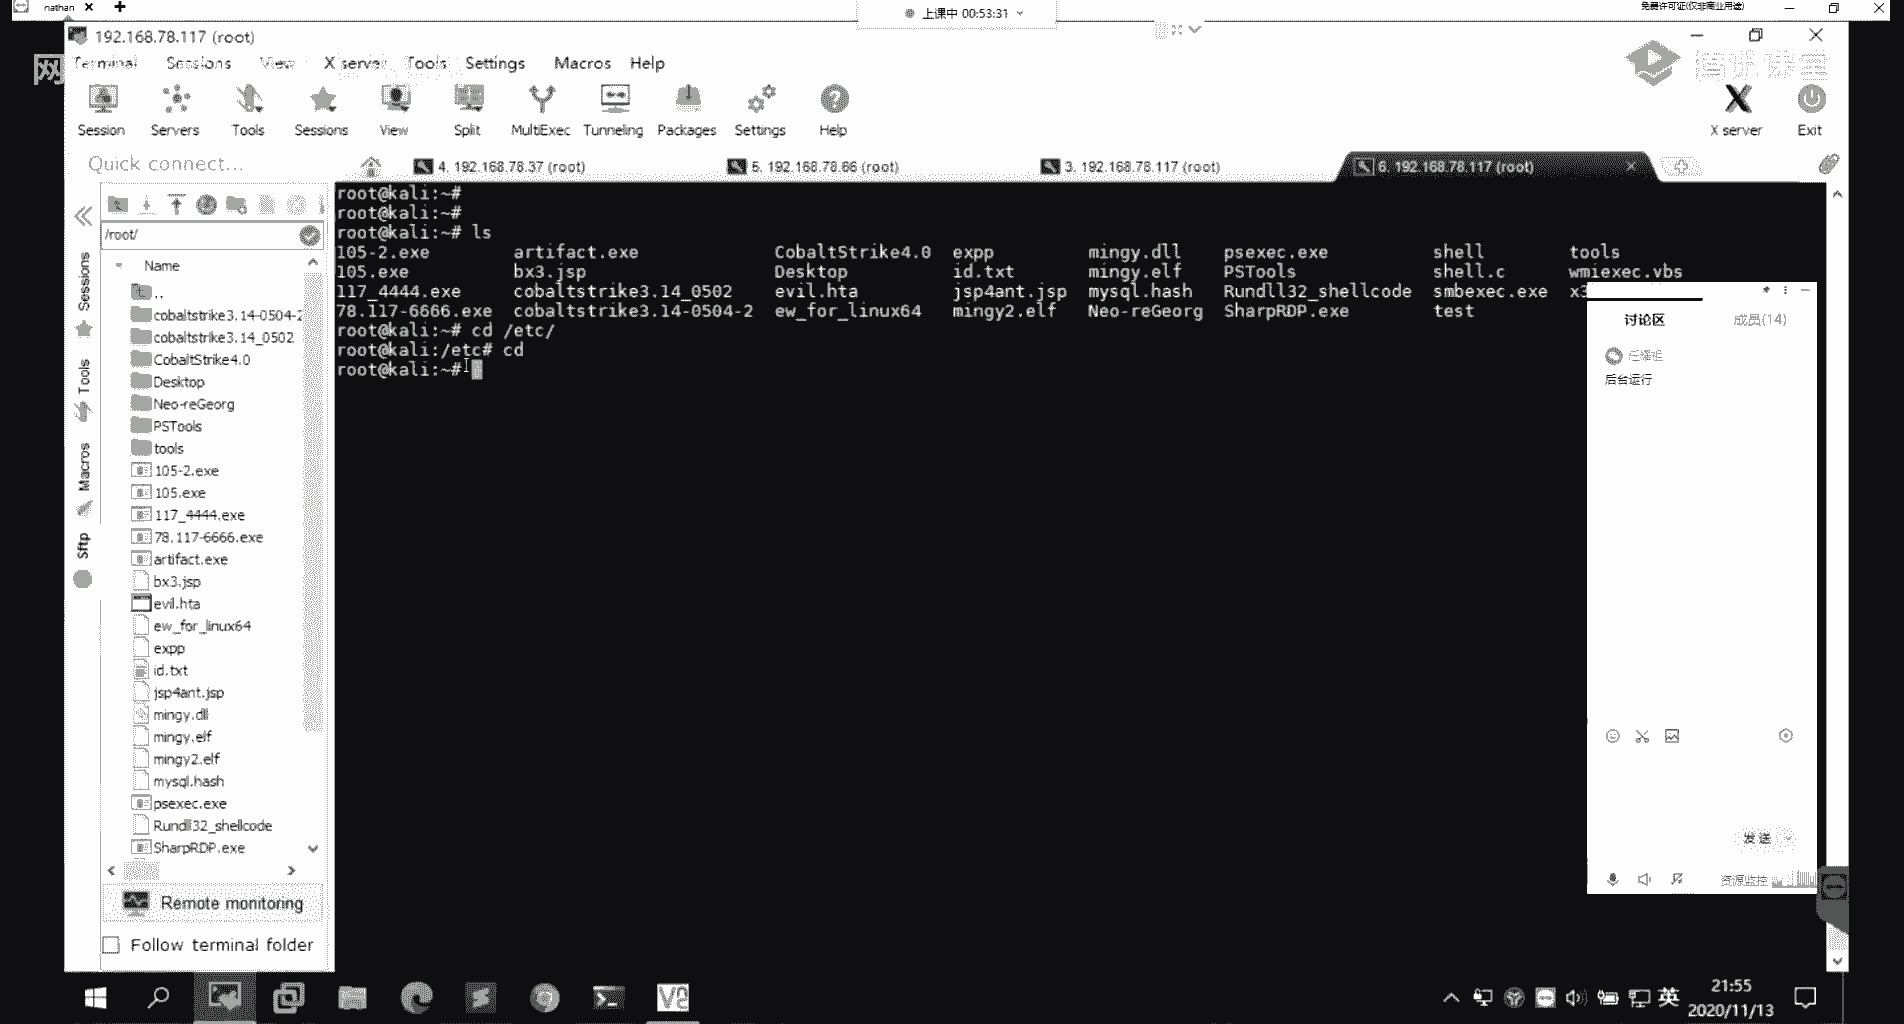 nathan
上课中 00:53:31
免费许可证(仅非商业用途)
192.168.78.117 (root)
网
Terminal Sessions View X server Tools Settings Macros Help
Session Servers Tools Sessions View Split MultiExec Tunneling Packages Settings Help X server Exit
Quick connect...
4. 192.168.78.37 (root)
5. 192.168.78.66 (root)
3. 192.168.78.117 (root)
6. 192.168.78.117 (root)
/root/
Name
..
cobaltstrike3.14-0504-2
cobaltstrike3.14_0502
CobaltStrike4.0
Desktop
Neo-reGeorg
PSTools
tools
105-2.exe
105.exe
117_4444.exe
78.117-6666.exe
artifact.exe
bx3.jsp
evil.hta
ew_for_linux64
expp
id.txt
jsp4ant.jsp
mingy.dll
mingy.elf
mingy2.elf
mysql.hash
psexec.exe
Rundll32_shellcode
SharpRDP.exe
Remote monitoring
Follow terminal folder
Sessions
Tools
Macros
Sftp
root@kali:~#
root@kali:~#
root@kali:~# ls
105-2.exe artifact.exe CobaltStrike4.0 expp mingy.dll psexec.exe shell tools
105.exe bx3.jsp Desktop id.txt mingy.elf PSTools shell.c wmiexec.vbs
117_4444.exe cobaltstrike3.14_0502 evil.hta jsp4ant.jsp mysql.hash Rundll32_shellcode smbexec.exe x3
78.117-6666.exe cobaltstrike3.14-0504-2 ew_for_linux64 mingy2.elf Neo-reGeorg SharpRDP.exe test
root@kali:~# cd /etc/
root@kali:/etc# cd
root@kali:~#
讨论区 成员(14)
后台运行
发送
资源监控
英
21:55
2020/11/13